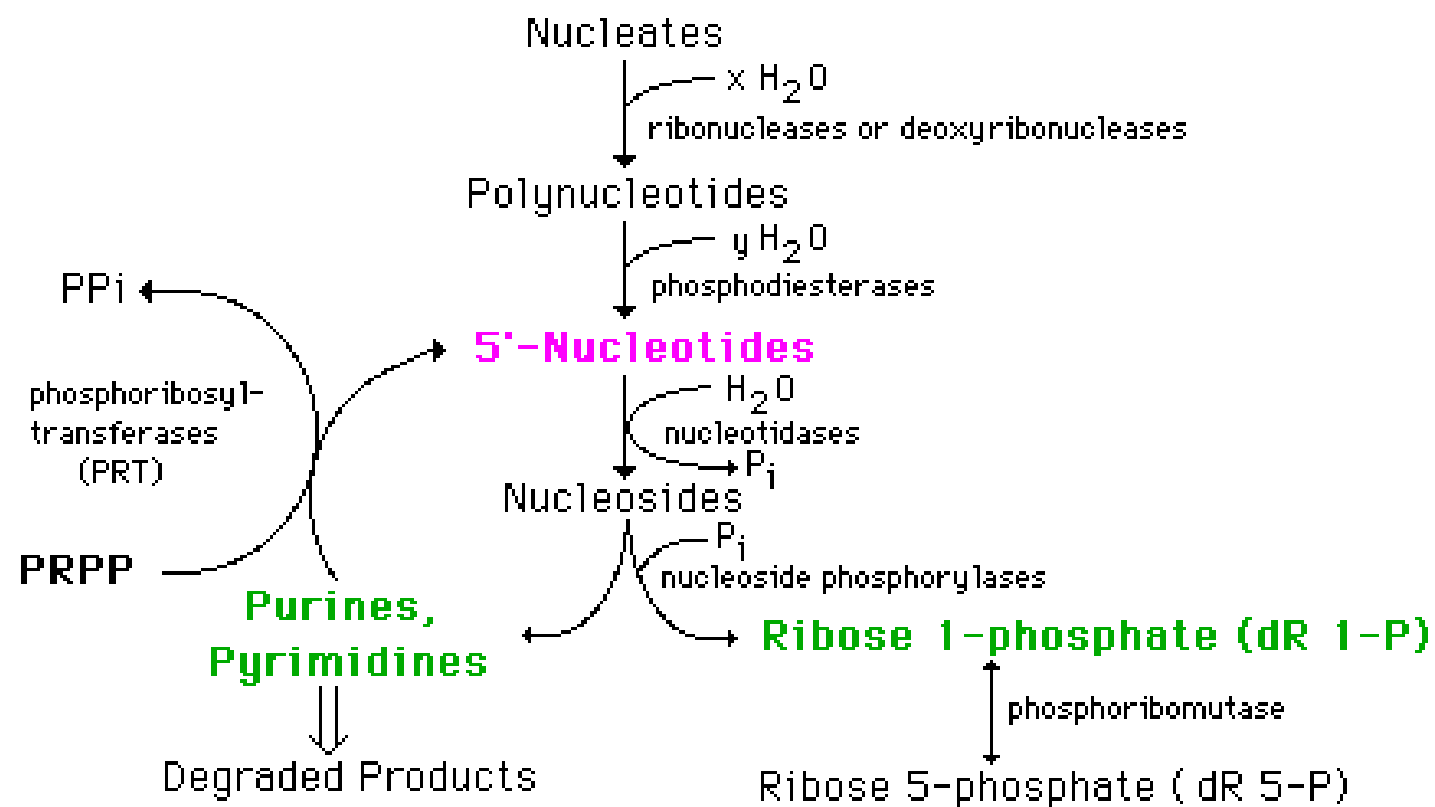 Nucleates
x H2O
ribonucleases or deoxyribonucleases
Polynucleotides
y H2O
phosphodiesterases
PPi
5'-Nucleotides
H2O
phosphoribosyl-
transferases
(PRT)
nucleotidases
Pi
Nucleosides
Pi
PRPP
nucleoside phosphorylases
Purines,
Pyrimidines
Ribose 1-phosphate (dR 1-P)
phosphoribomutase
Degraded Products
Ribose 5-phosphate ( dR 5-P)